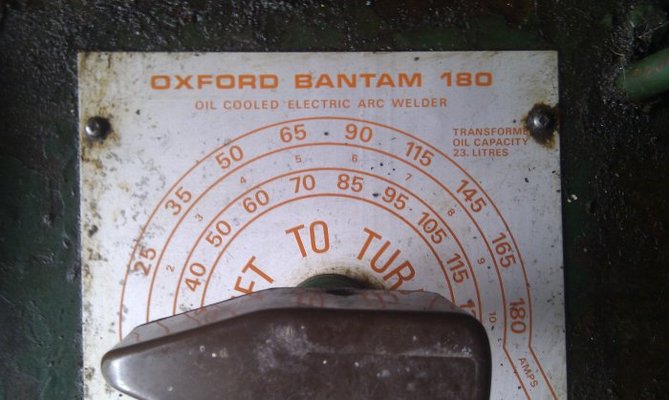 OXFORD BANTAM 180
OIL COOLED ELECTRIC ARC WELDER
TRANSFORME
OIL CAPACITY
23. LITRES
25 35 50 65 90 115 145 165 180
2 3 4 5 6 7 8 9 10
40 50 60 70 85 95 105 115
TO TUR
AMPS